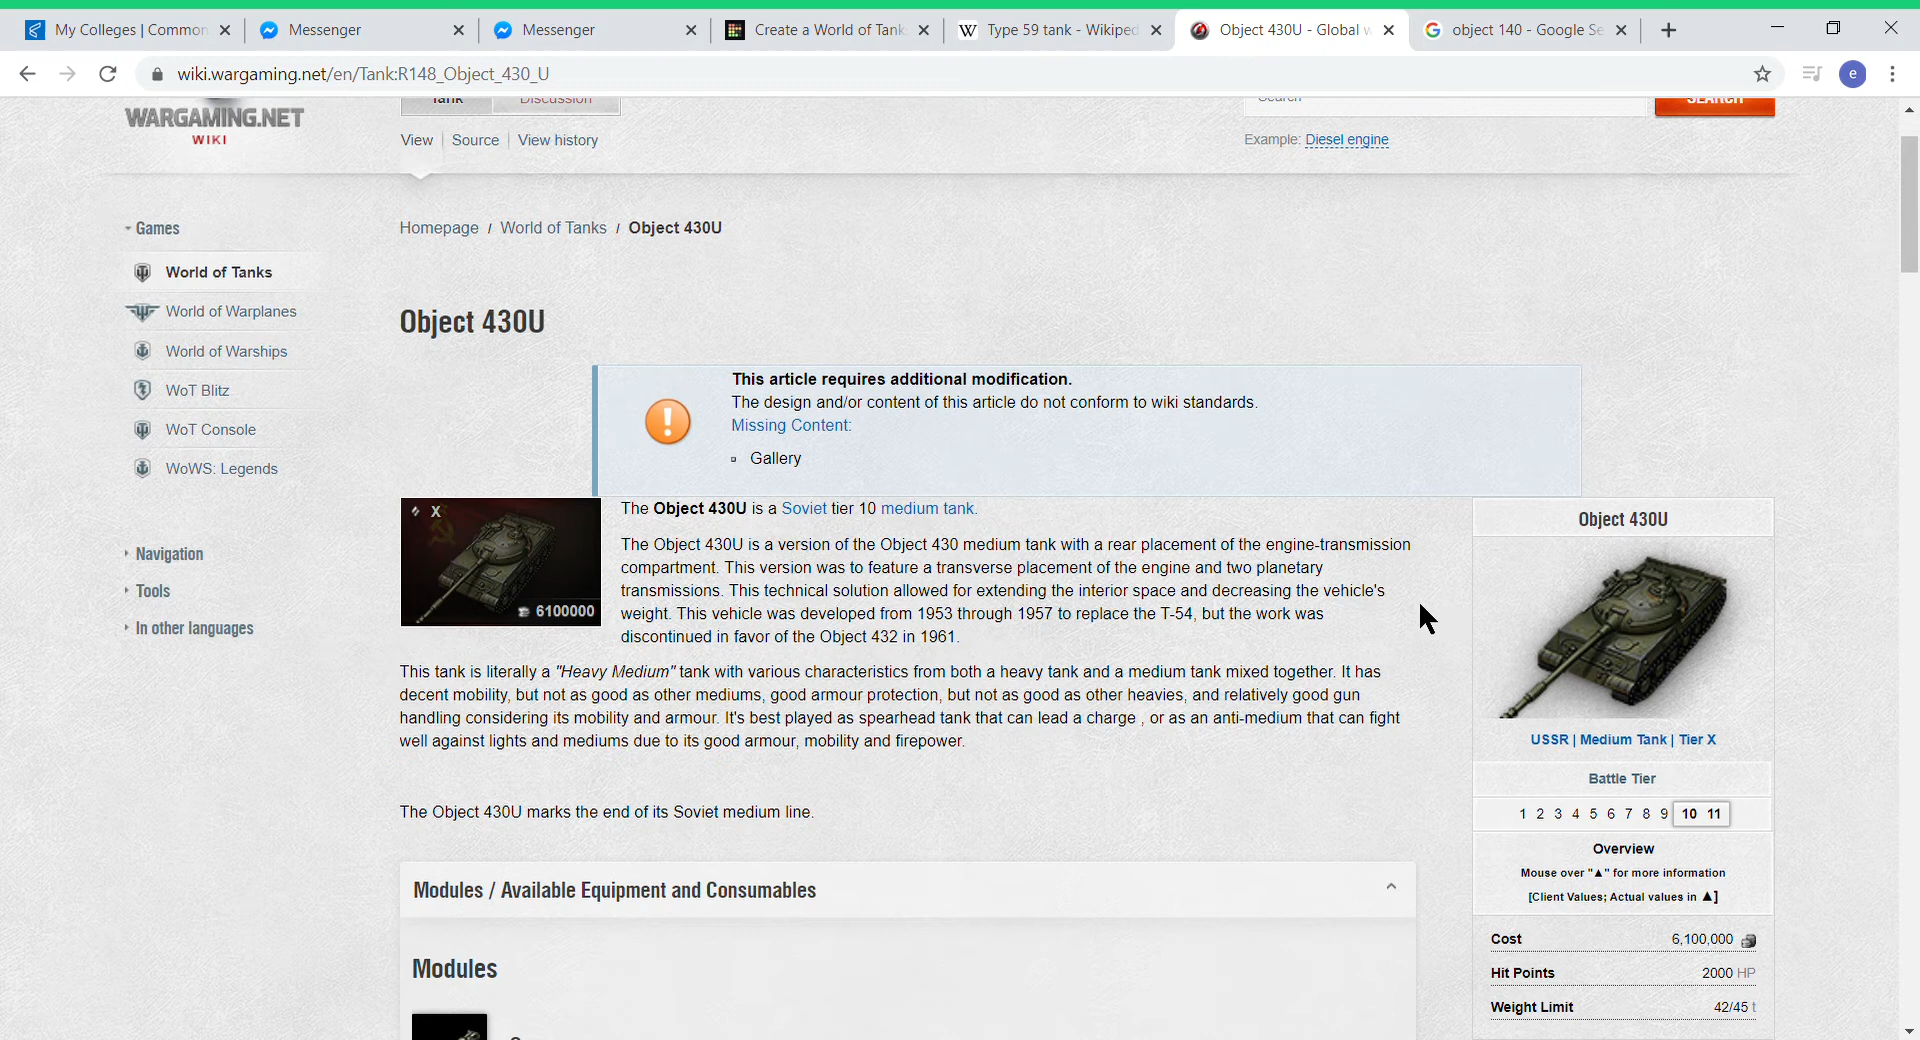 My Colleges | Common
Messenger
Messenger
Create a World of Tank
W Type 59 tank - Wikiped
Object 430U - Global w
object 140 - Google Se
wiki.wargaming.net/en/Tank:R148_Object_430_U
e
WARGAMING.NET
WIKI
Tank
Discussion
Search
SEARCH
View
Source
View history
Example: Diesel engine
Games
World of Tanks
World of Warplanes
World of Warships
WoT Blitz
WoT Console
WoWS: Legends
Navigation
Tools
In other languages
Homepage / World of Tanks / Object 430U
Object 430U
This article requires additional modification.
The design and/or content of this article do not conform to wiki standards.
Missing Content:
Gallery
X
6100000
The Object 430U is a Soviet tier 10 medium tank.
The Object 430U is a version of the Object 430 medium tank with a rear placement of the engine-transmission
compartment. This version was to feature a transverse placement of the engine and two planetary
transmissions. This technical solution allowed for extending the interior space and decreasing the vehicle's
weight. This vehicle was developed from 1953 through 1957 to replace the T-54, but the work was
discontinued in favor of the Object 432 in 1961.
This tank is literally a "Heavy Medium" tank with various characteristics from both a heavy tank and a medium tank mixed together. It has
decent mobility, but not as good as other mediums, good armour protection, but not as good as other heavies, and relatively good gun
handling considering its mobility and armour. It's best played as spearhead tank that can lead a charge , or as an anti-medium that can fight
well against lights and mediums due to its good armour, mobility and firepower.
The Object 430U marks the end of its Soviet medium line.
Modules / Available Equipment and Consumables
Modules
Object 430U
USSR | Medium Tank | Tier X
Battle Tier
1 2 3 4 5 6 7 8 9 10 11
Overview
Mouse over "▲" for more information
[Client Values; Actual values in ▲]
Cost 6,100,000
Hit Points 2000 HP
Weight Limit 42/45 t